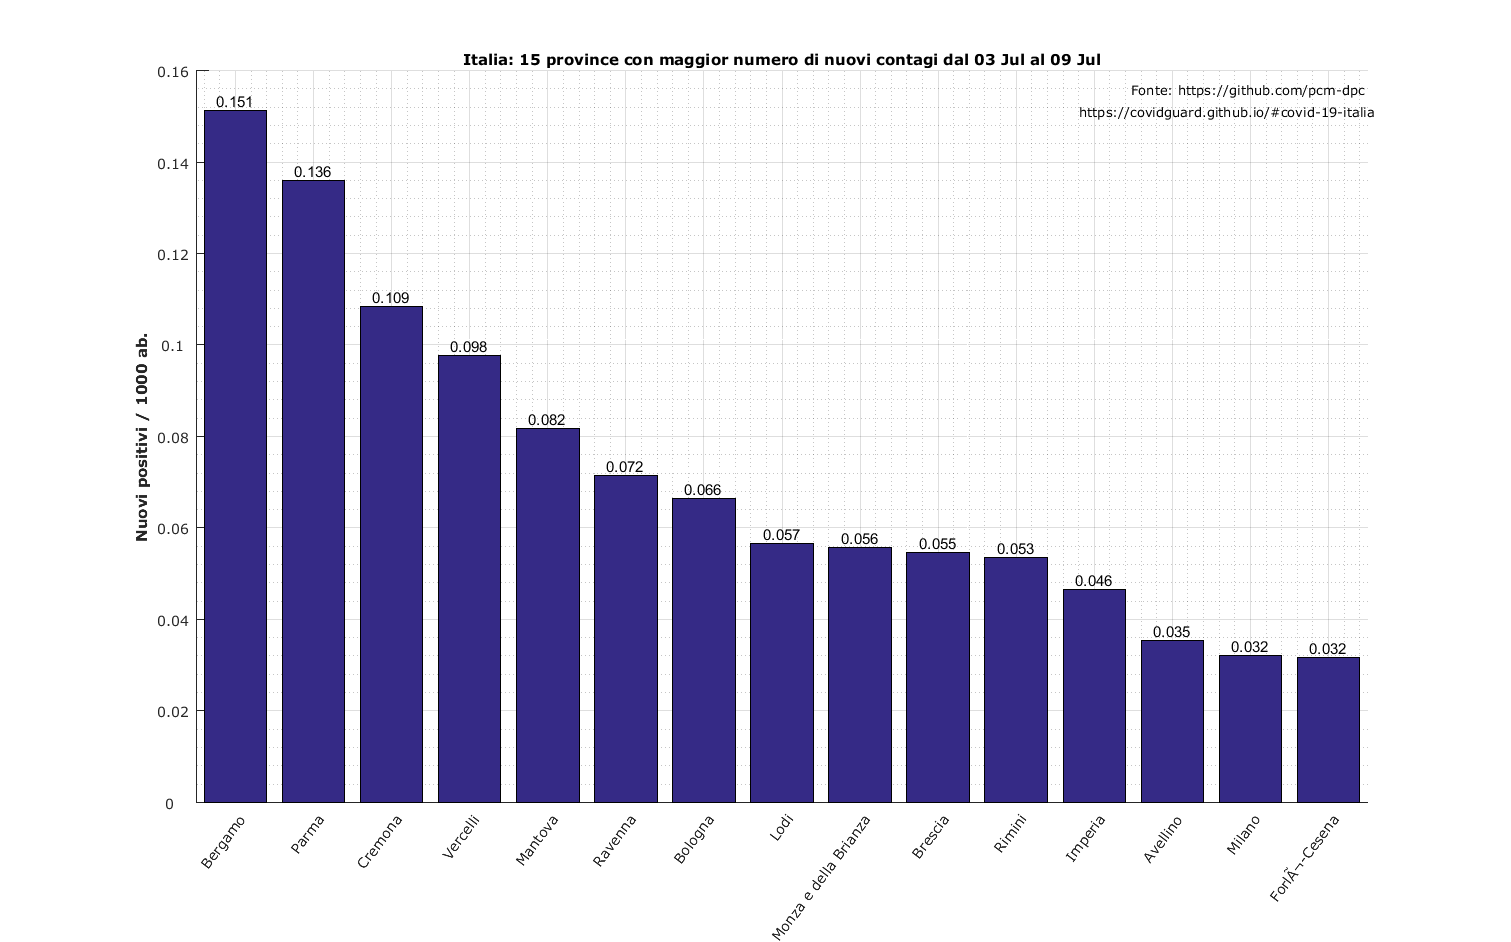 Italia: 15 province con maggior numero di nuovi contagi dal 03 Jul al 09 Jul
Fonte: https://github.com/pcm-dpc
https://covidguard.github.io/#covid-19-italia
Nuovi positivi / 1000 ab.
0.16
0.14
0.12
0.1
0.08
0.06
0.04
0.02
0
0.151
0.136
0.109
0.098
0.082
0.072
0.066
0.057
0.056
0.055
0.053
0.046
0.035
0.032
0.032
Bergamo
Parma
Cremona
Vercelli
Mantova
Ravenna
Bologna
Lodi
Monza e della Brianza
Brescia
Rimini
Imperia
Avellino
Milano
ForlÃ¬-Cesena